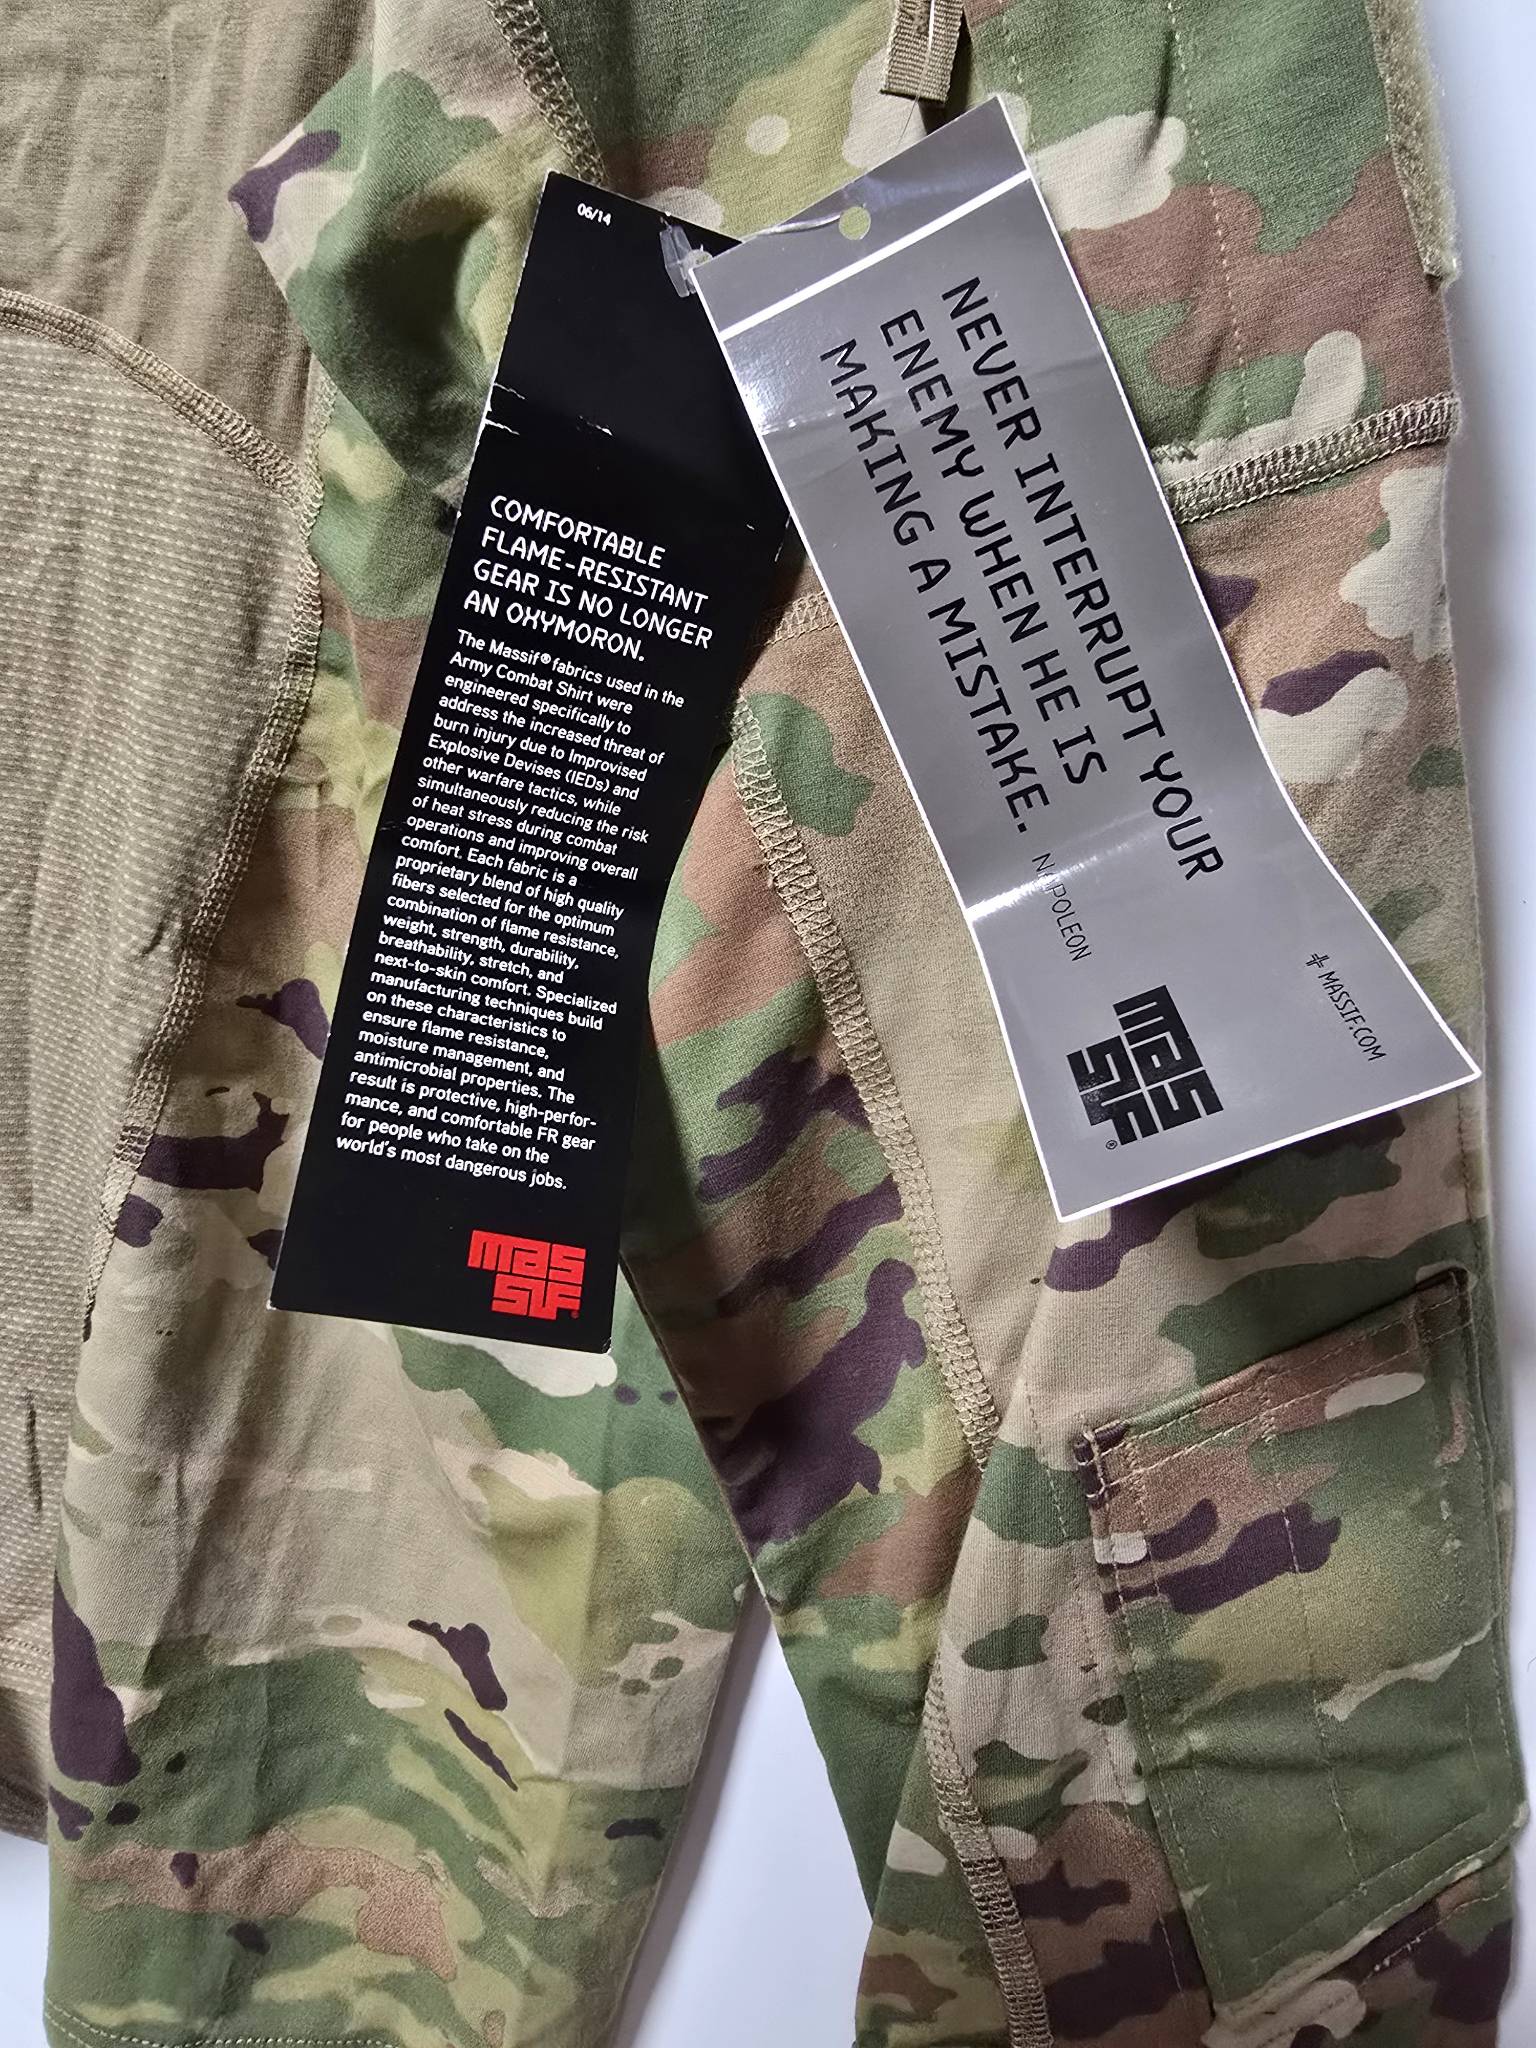 06/14
COMFORTABLE
FLAME-RESISTANT
GEAR IS NO LONGER
AN OXYMORON.
The Massif® fabrics used in the
Army Combat Shirt were
engineered specifically to
address the increased threat of
burn injury due to Improvised
Explosive Devises (IEDs) and
other warfare tactics, while
simultaneously reducing the risk
of heat stress during combat
operations and improving overall
comfort. Each fabric is a
proprietary blend of high quality
fibers selected for the optimum
combination of flame resistance,
weight, strength, durability,
breathability, stretch, and
next-to-skin comfort. Specialized
manufacturing techniques build
on these characteristics to
ensure flame resistance,
moisture management, and
antimicrobial properties. The
result is protective, high-perfor-
mance, and comfortable FR gear
for people who take on the
world's most dangerous jobs.
mas
sif®
NEVER INTERRUPT YOUR
ENEMY WHEN HE IS
MAKING A MISTAKE.
NAPOLEON
+ MASSIF.COM
mas
sif®